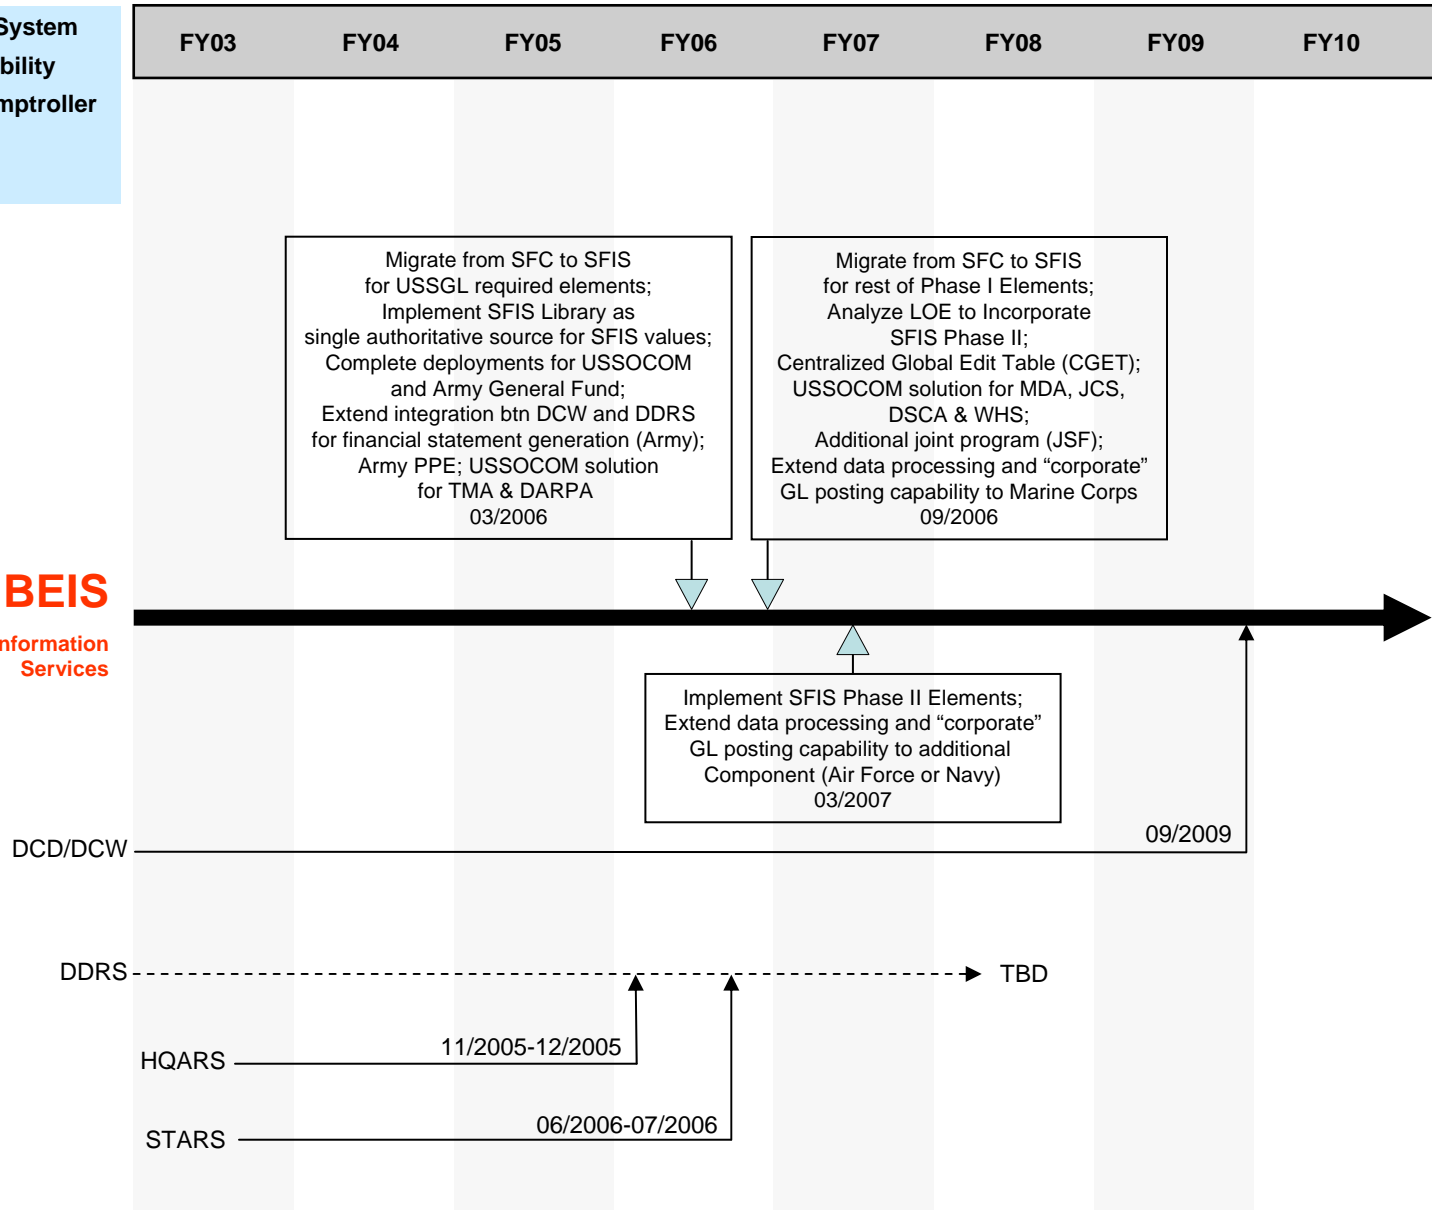 System
bility
mptroller
FY03 FY04 FY05 FY06 FY07 FY08 FY09 FY10
Migrate from SFC to SFIS
for USSGL required elements;
Implement SFIS Library as
single authoritative source for SFIS values;
Complete deployments for USSOCOM
and Army General Fund;
Extend integration btn DCW and DDRS
for financial statement generation (Army);
Army PPE; USSOCOM solution
for TMA & DARPA
03/2006
Migrate from SFC to SFIS
for rest of Phase I Elements;
Analyze LOE to Incorporate
SFIS Phase II;
Centralized Global Edit Table (CGET);
USSOCOM solution for MDA, JCS,
DSCA & WHS;
Additional joint program (JSF);
Extend data processing and “corporate”
GL posting capability to Marine Corps
09/2006
BEIS
nformation
Services
Implement SFIS Phase II Elements;
Extend data processing and “corporate”
GL posting capability to additional
Component (Air Force or Navy)
03/2007
DCD/DCW
09/2009
DDRS
TBD
HQARS
11/2005-12/2005
STARS
06/2006-07/2006